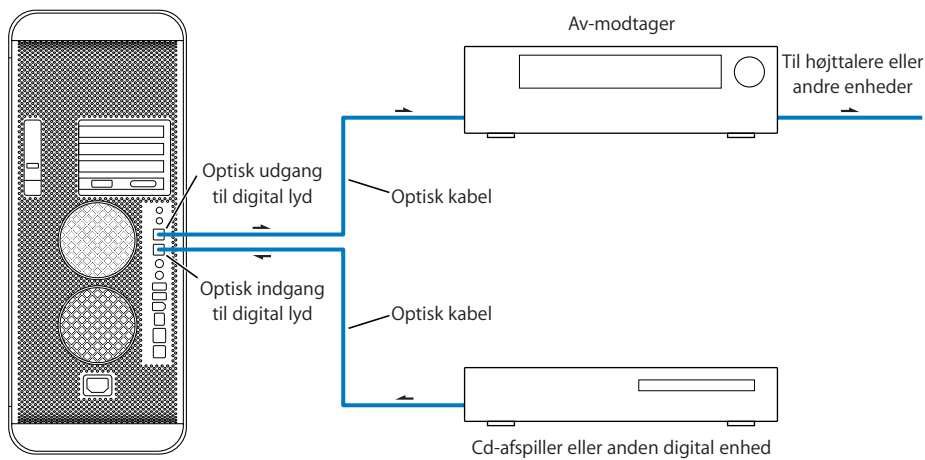 Av-modtager
Til højttalere eller
andre enheder
Optisk udgang
til digital lyd
Optisk kabel
Optisk indgang
til digital lyd
Optisk kabel
Cd-afspiller eller anden digital enhed